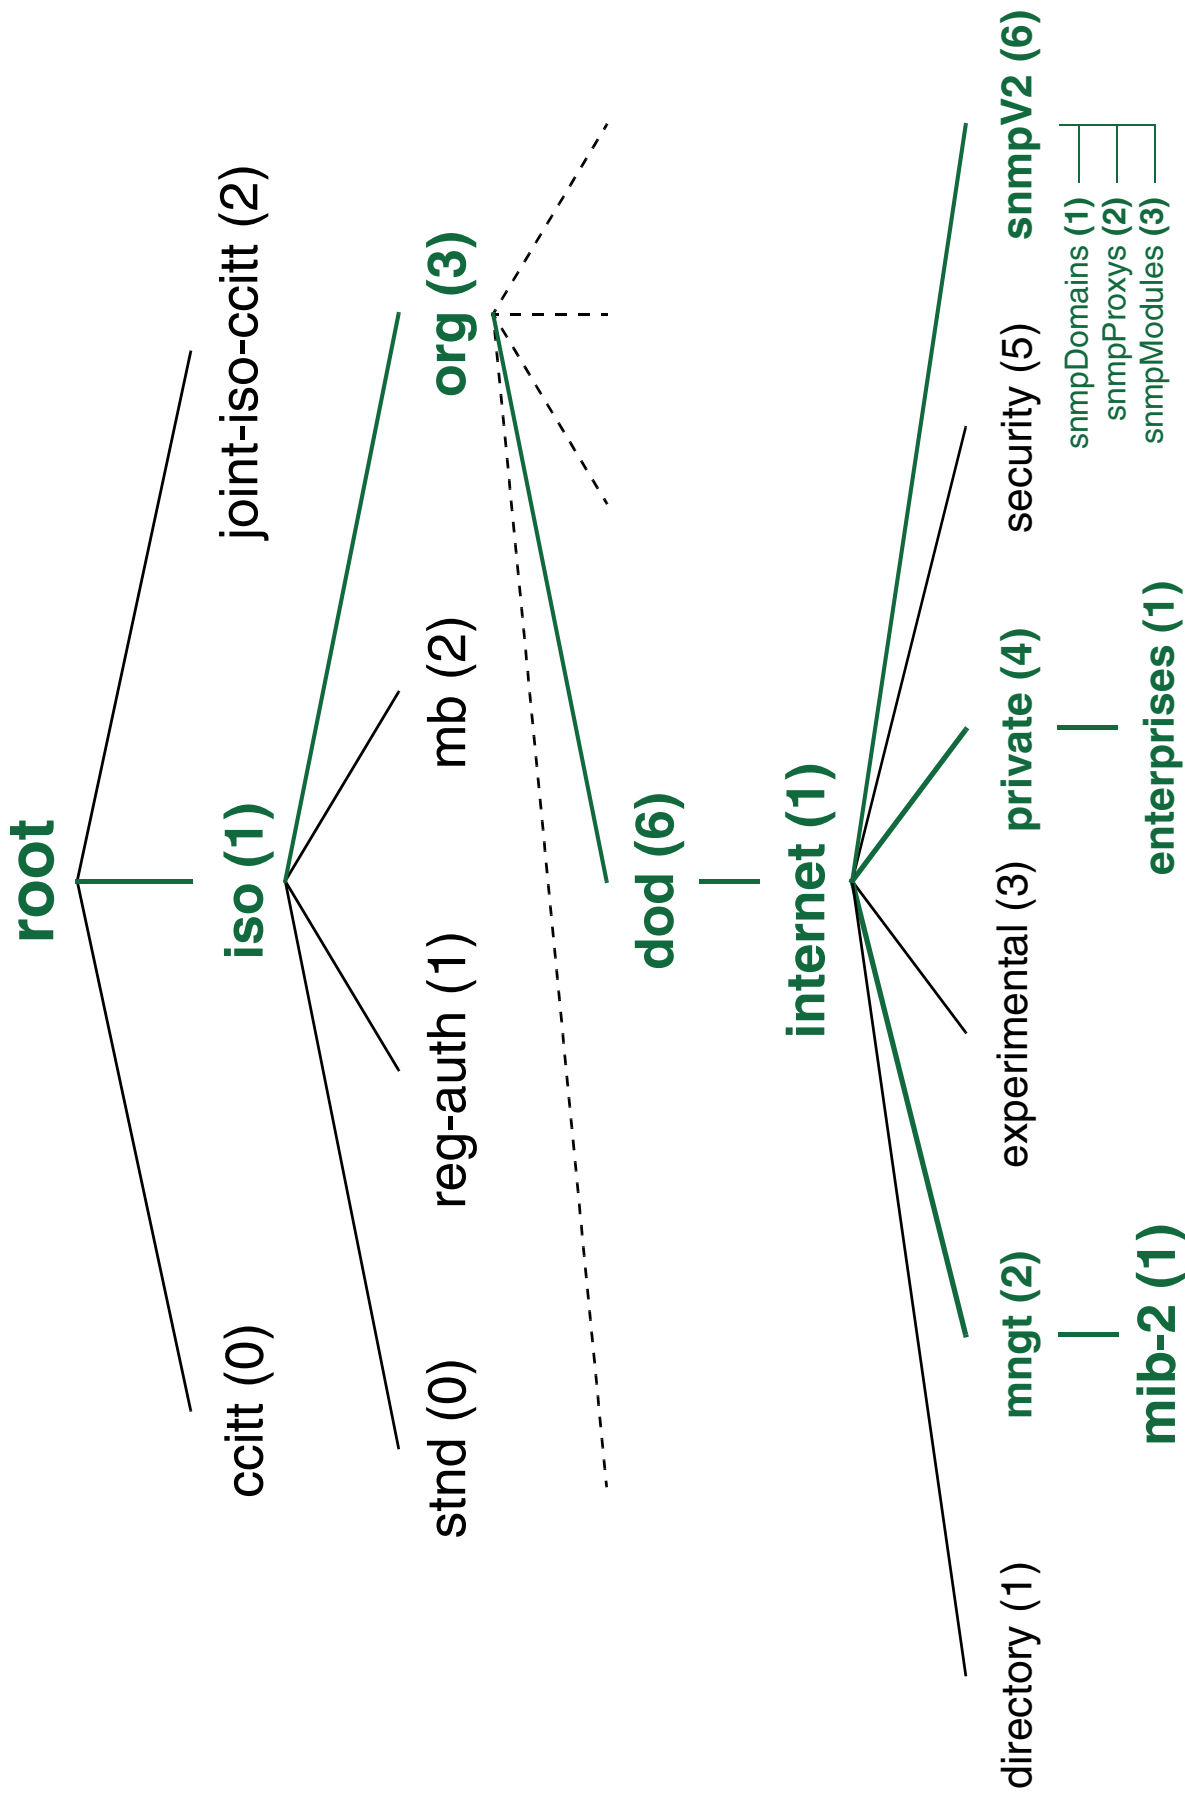 root
ccitt (0)
iso (1)
joint-iso-ccitt (2)
stnd (0)
reg-auth (1)
mb (2)
org (3)
dod (6)
internet (1)
directory (1)
mngt (2)
experimental (3)
private (4)
security (5)
snmpV2 (6)
mib-2 (1)
enterprises (1)
snmpDomains (1)
snmpProxys (2)
snmpModules (3)